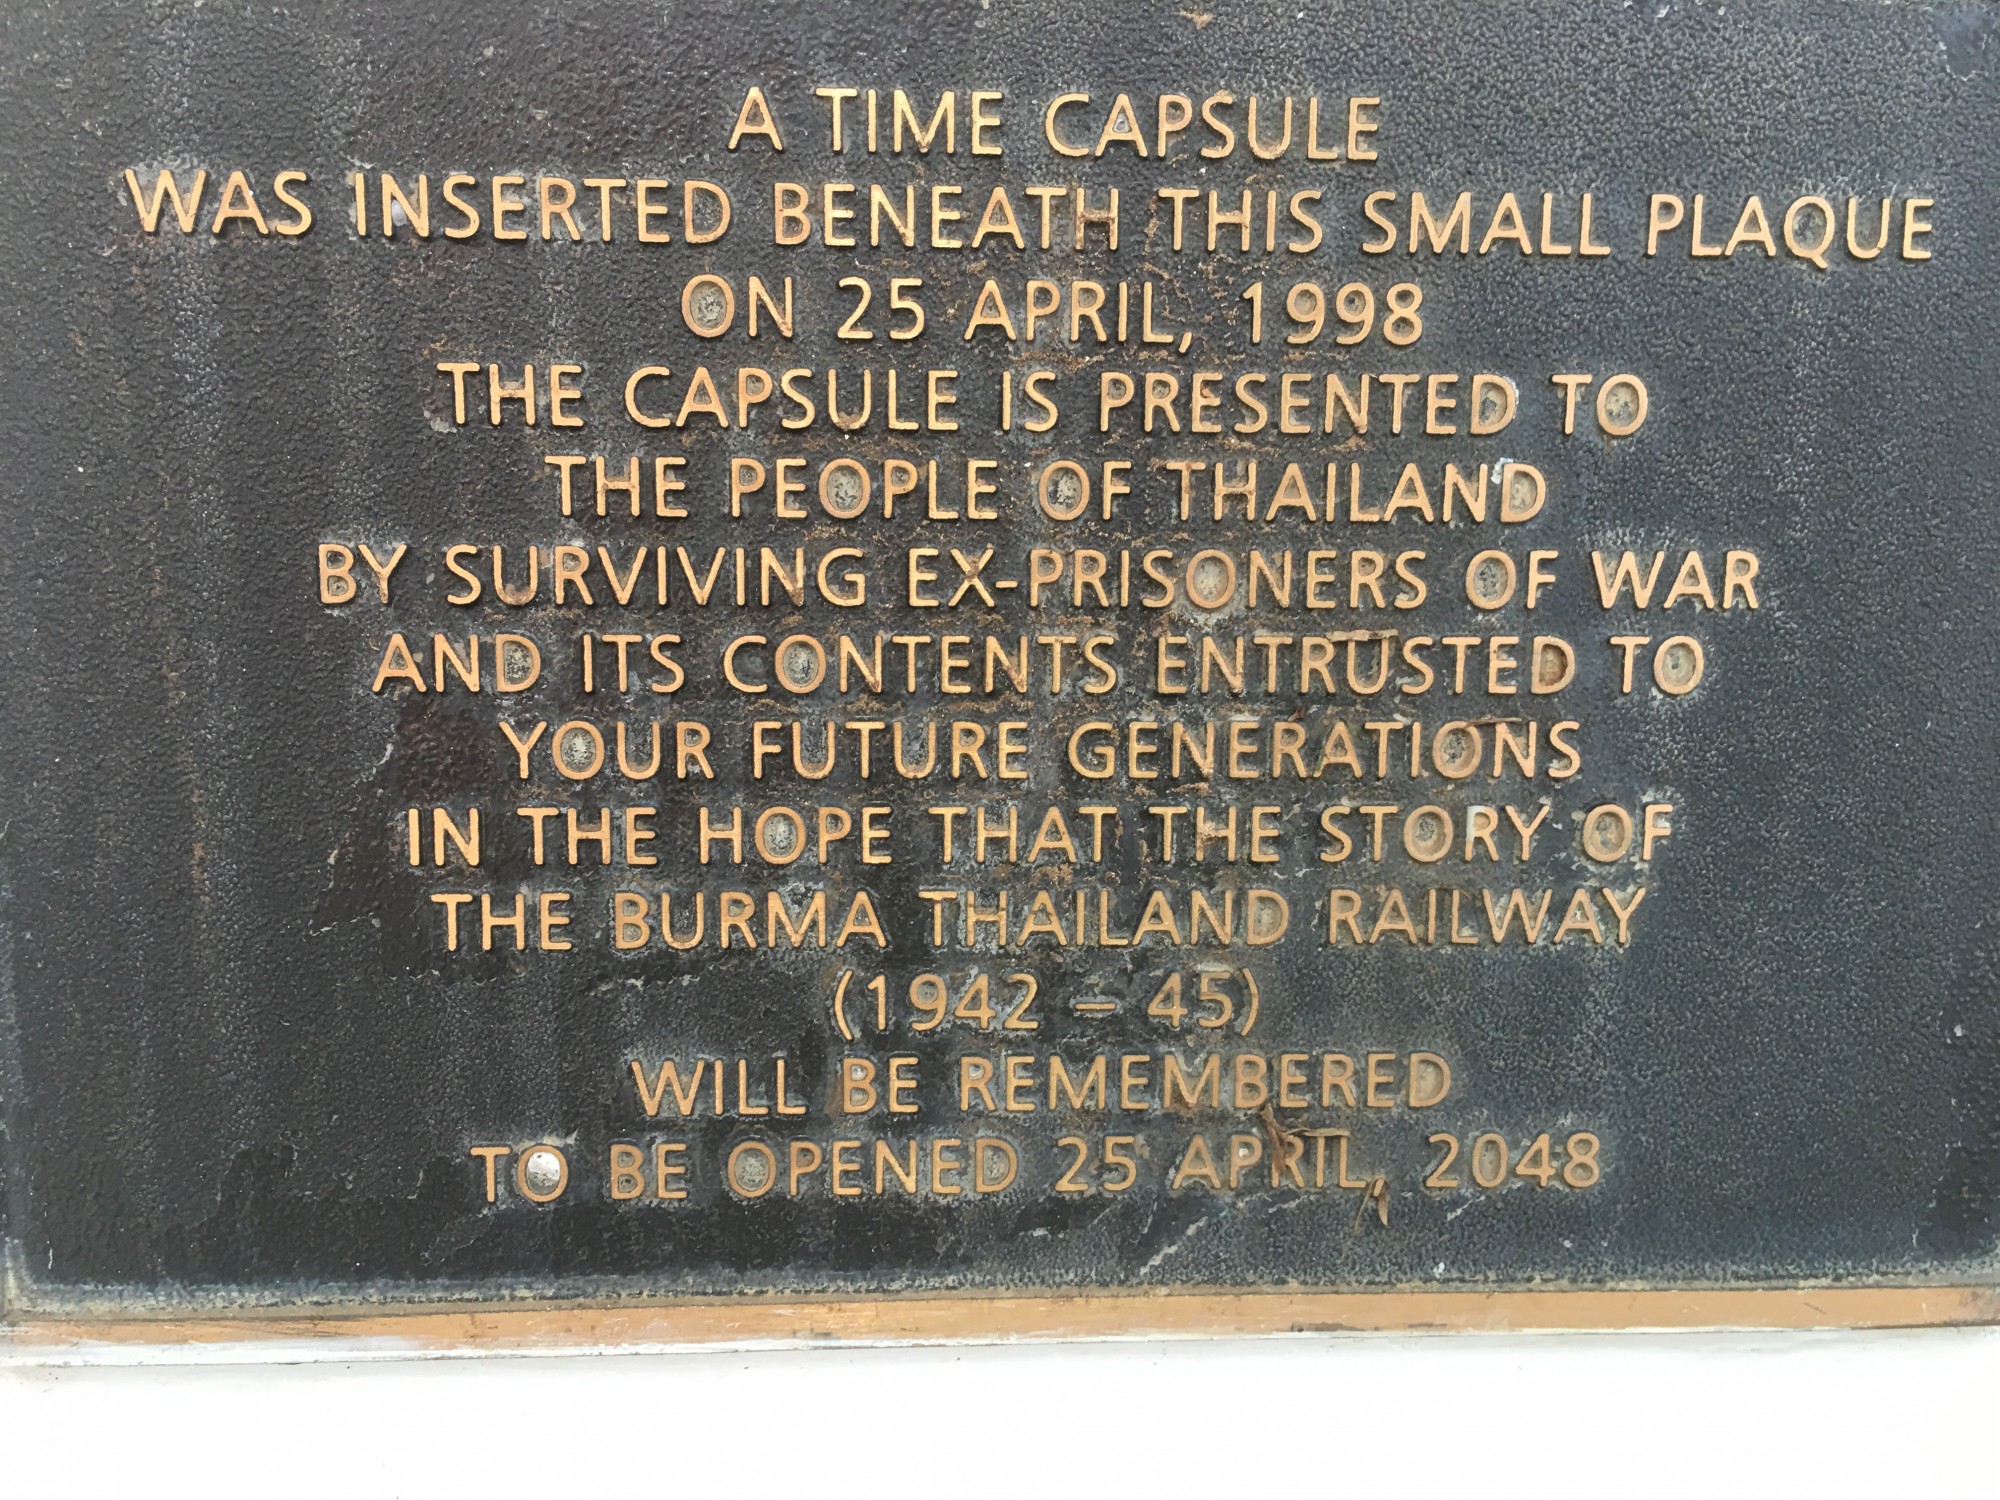 A TIME CAPSULE
WAS INSERTED BENEATH THIS SMALL PLAQUE
ON 25 APRIL, 1998
THE CAPSULE IS PRESENTED TO
THE PEOPLE OF THAILAND
BY SURVIVING EX-PRISONERS OF WAR
AND ITS CONTENTS ENTRUSTED TO
YOUR FUTURE GENERATIONS
IN THE HOPE THAT THE STORY OF
THE BURMA THAILAND RAILWAY
(1942 – 45)
WILL BE REMEMBERED
TO BE OPENED 25 APRIL, 2048